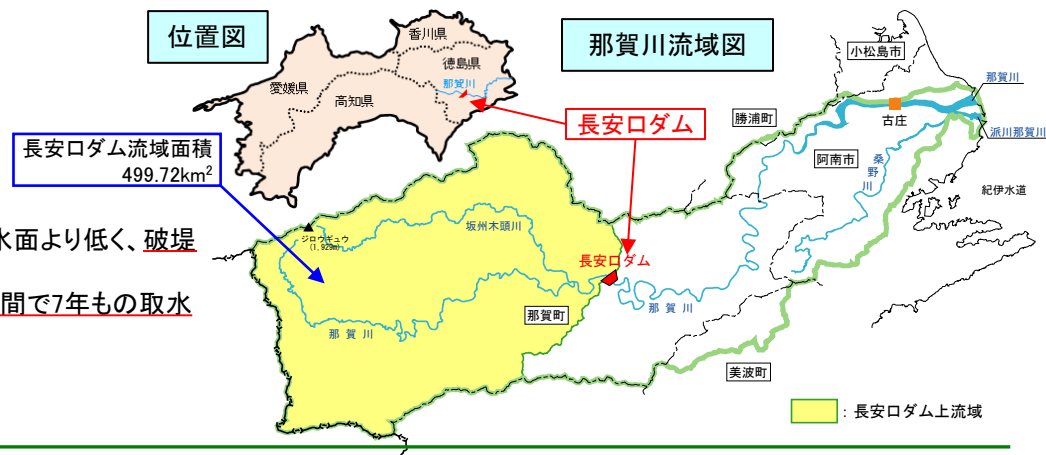 位置図
那賀川流域図
香川県
徳島県
那賀川
愛媛県
高知県
長安口ダム
小松島市
那賀川
勝浦町
古庄
派川那賀川
長安口ダム流域面積
499.72km²
阿南市
桑野川
紀伊水道
水面より低く、破堤
ジロウギュウ
(1,929m)
坂州木頭川
長安口ダム
間で7年もの取水
那賀町
那賀川
那賀川
美波町
：長安口ダム上流域